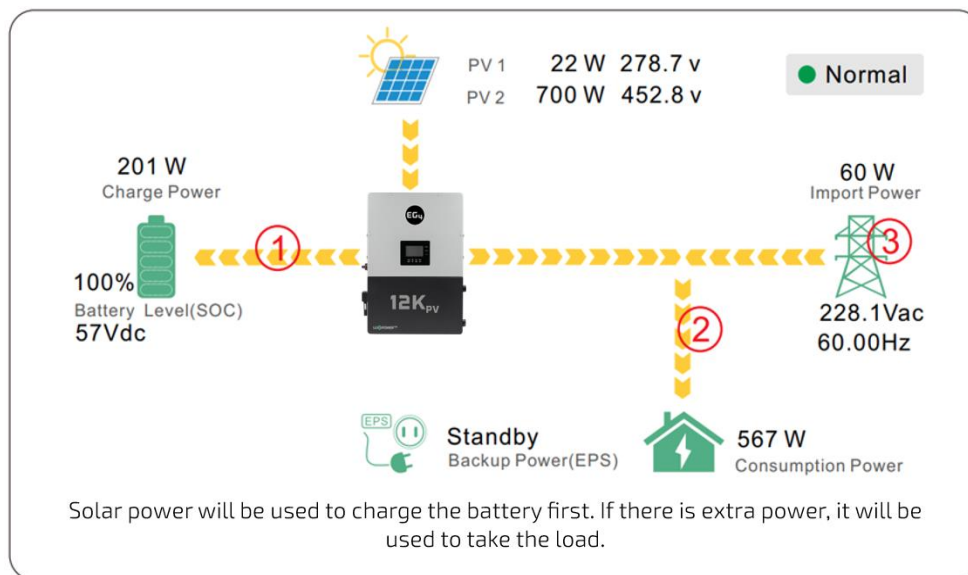 PV 1 22 W 278.7 v
PV 2 700 W 452.8 v
Normal
201 W
Charge Power
60 W
Import Power
EG4
1
3
100%
Battery Level(SOC)
57Vdc
12K PV
228.1Vac
60.00Hz
2
EPS
Standby
Backup Power(EPS)
567 W
Consumption Power
Solar power will be used to charge the battery first. If there is extra power, it will be
used to take the load.